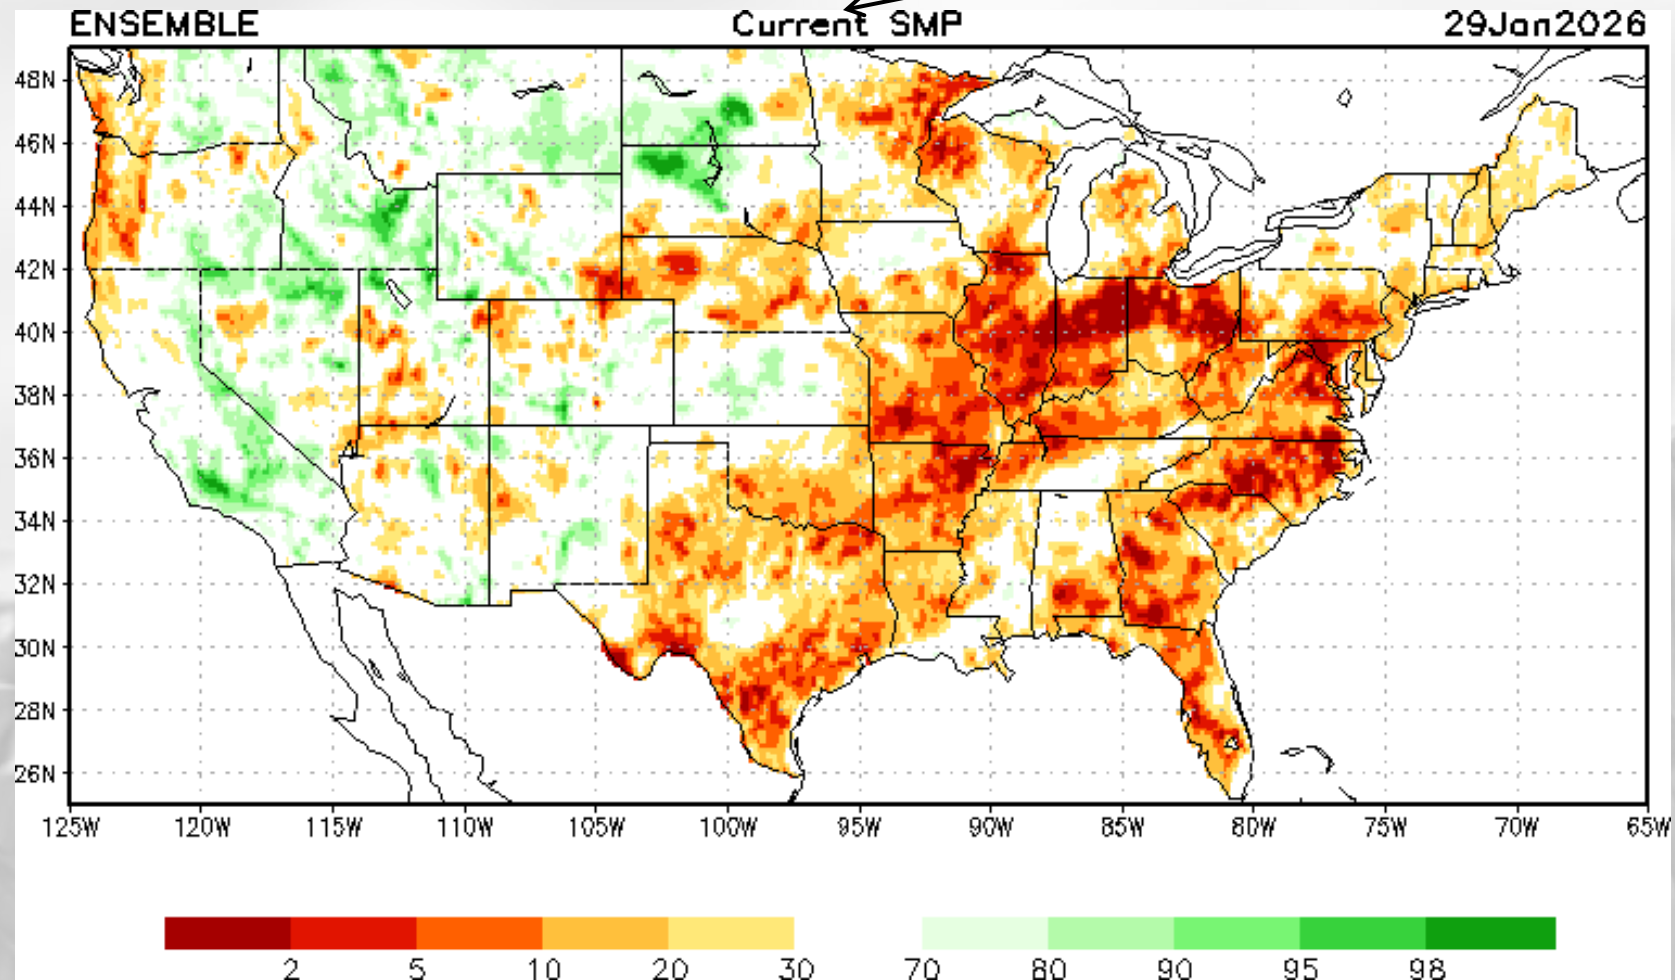 ENSEMBLE Current SMP 29Jan2026
48N
46N
44N
42N
40N
38N
36N
34N
32N
30N
28N
26N
125W 120W 115W 110W 105W 100W 95W 90W 85W 80W 75W 70W 65W
2 5 10 20 30 70 80 90 95 98